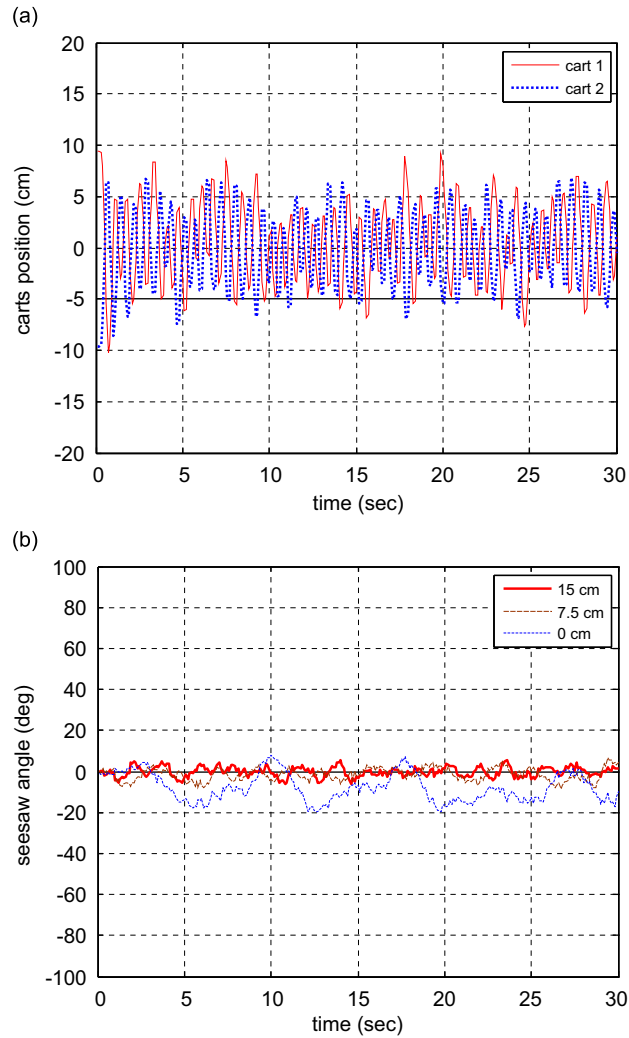 (a)
20
15
10
5
0
-5
-10
-15
-20
carts position (cm)
cart 1
cart 2
0 5 10 15 20 25 30
time (sec)
(b)
100
80
60
40
20
0
-20
-40
-60
-80
-100
seesaw angle (deg)
15 cm
7.5 cm
0 cm
0 5 10 15 20 25 30
time (sec)